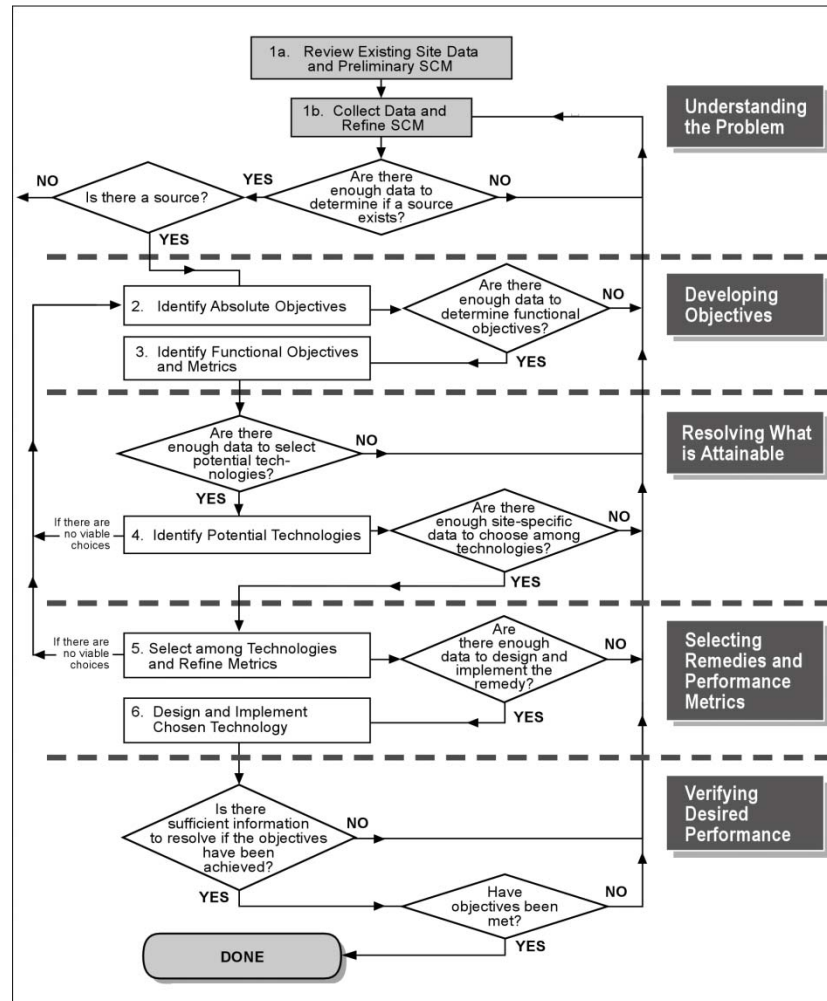 1a. Review Existing Site Data
and Preliminary SCM
1b. Collect Data and
Refine SCM
Understanding
the Problem
Are there
enough data to
determine if a source
exists?
YES
NO
Is there a source?
NO
YES
2. Identify Absolute Objectives
Are there
enough data to
determine functional
objectives?
NO
YES
Developing
Objectives
3. Identify Functional Objectives
and Metrics
Are there
enough data to select
potential tech-
nologies?
NO
YES
Resolving What
is Attainable
If there are
no viable
choices
4. Identify Potential Technologies
Are there
enough site-specific
data to choose among
technologies?
NO
YES
If there are
no viable
choices
5. Select among Technologies
and Refine Metrics
Are
there enough
data to design and
implement the
remedy?
NO
YES
Selecting
Remedies and
Performance
Metrics
6. Design and Implement
Chosen Technology
Is there
sufficient information
to resolve if the objectives
have been
achieved?
NO
YES
Verifying
Desired
Performance
Have
objectives been
met?
NO
YES
DONE